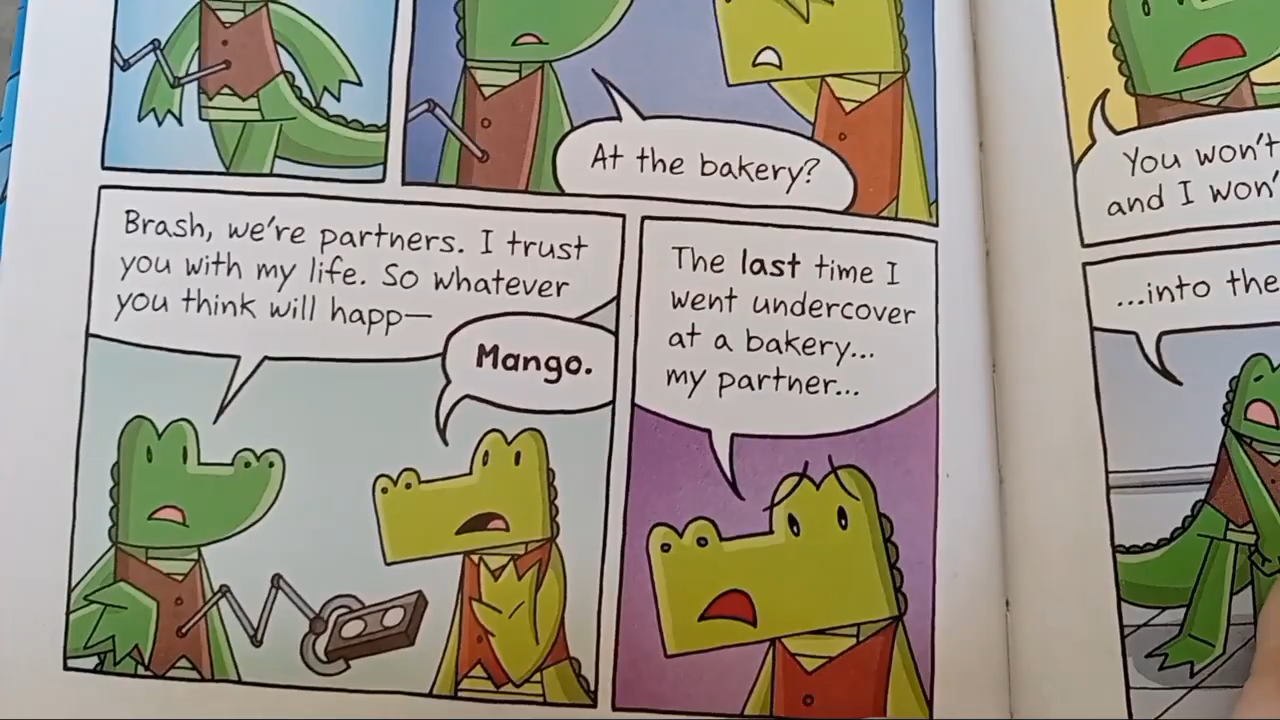 At the bakery?
Brash, we're partners. I trust
you with my life. So whatever
you think will happ—
Mango.
The last time I
went undercover
at a bakery...
my partner...
You won't
and I won'
...into the